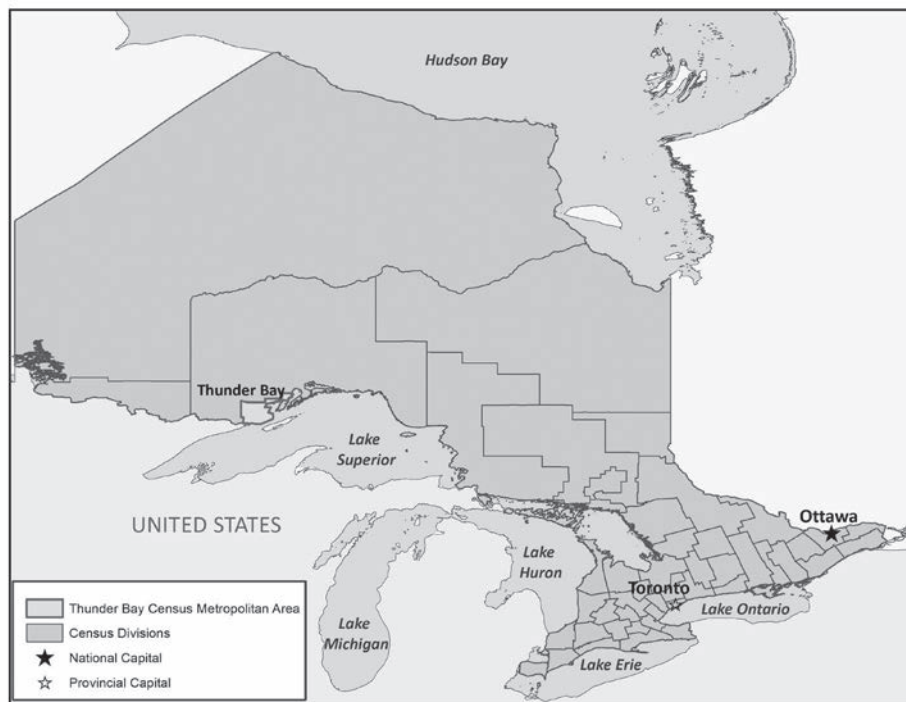 Hudson Bay
Thunder Bay
Lake
Superior
UNITED STATES
Ottawa
Lake
Huron
Toronto
Lake Ontario
Lake
Michigan
Lake Erie
Thunder Bay Census Metropolitan Area
Census Divisions
National Capital
Provincial Capital